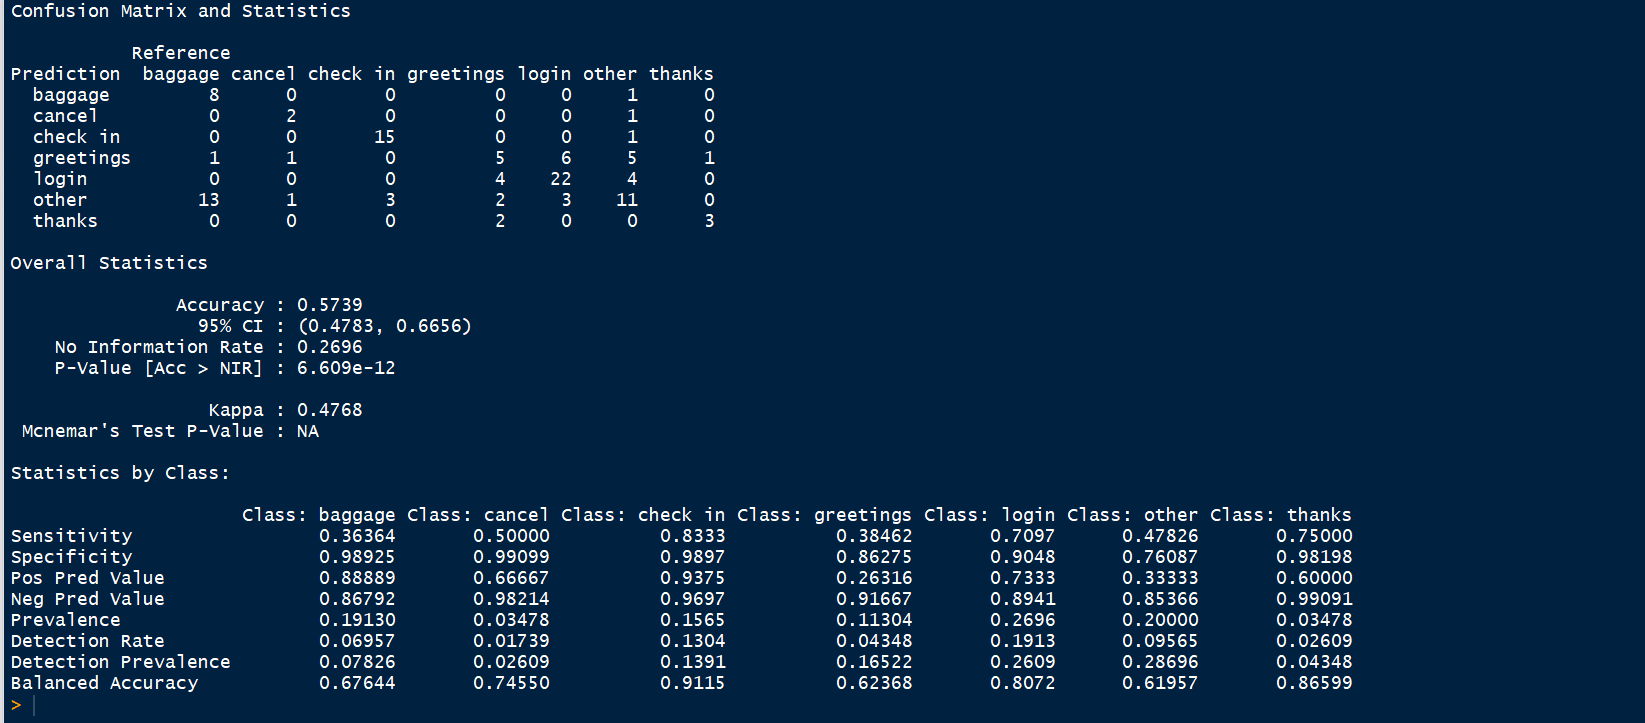 Confusion Matrix and Statistics
Reference
Prediction baggage cancel check in greetings login other thanks
baggage 8 0 0 0 0 1 0
cancel 0 2 0 0 0 1 0
check in 0 0 15 0 0 1 0
greetings 1 1 0 5 6 5 1
login 0 0 0 4 22 4 0
other 13 1 3 2 3 11 0
thanks 0 0 0 2 0 0 3
Overall Statistics
Accuracy : 0.5739
95% CI : (0.4783, 0.6656)
No Information Rate : 0.2696
P-Value [Acc > NIR] : 6.609e-12
Kappa : 0.4768
Mcnemar's Test P-Value : NA
Statistics by Class:
Class: baggage Class: cancel Class: check in Class: greetings Class: login Class: other Class: thanks
Sensitivity 0.36364 0.50000 0.8333 0.38462 0.7097 0.47826 0.75000
Specificity 0.98925 0.99099 0.9897 0.86275 0.9048 0.76087 0.98198
Pos Pred Value 0.88889 0.66667 0.9375 0.26316 0.7333 0.33333 0.60000
Neg Pred Value 0.86792 0.98214 0.9697 0.91667 0.8941 0.85366 0.99091
Prevalence 0.19130 0.03478 0.1565 0.11304 0.2696 0.20000 0.03478
Detection Rate 0.06957 0.01739 0.1304 0.04348 0.1913 0.09565 0.02609
Detection Prevalence 0.07826 0.02609 0.1391 0.16522 0.2609 0.28696 0.04348
Balanced Accuracy 0.67644 0.74550 0.9115 0.62368 0.8072 0.61957 0.86599
>